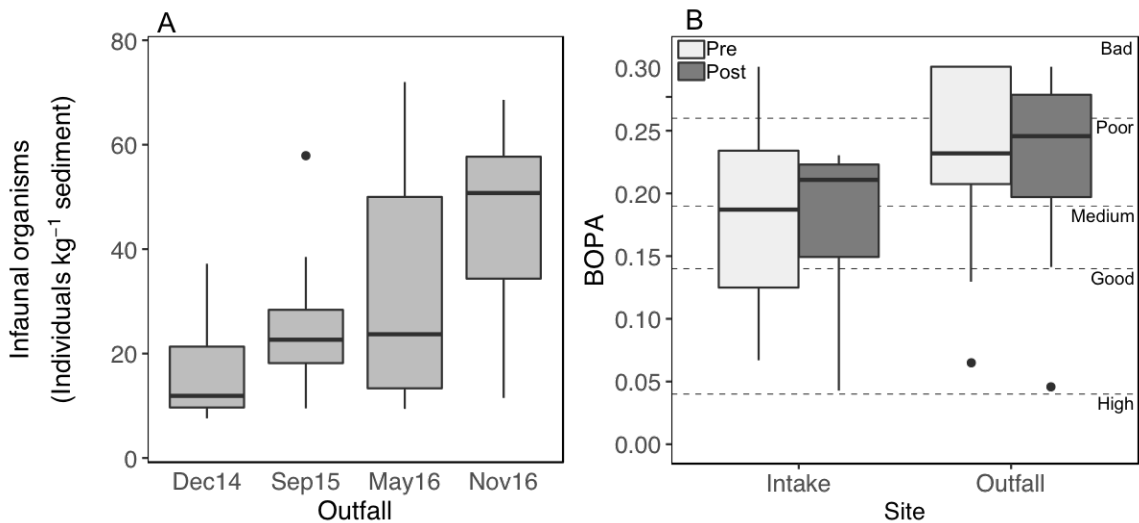 A
Infaunal organisms
(Individuals kg⁻¹ sediment)
80
60
40
20
0
Dec14 Sep15 May16 Nov16
Outfall
B
Pre
Post
BOPA
0.30
0.25
0.20
0.15
0.10
0.05
0.00
Bad
Poor
Medium
Good
High
Intake Outfall
Site